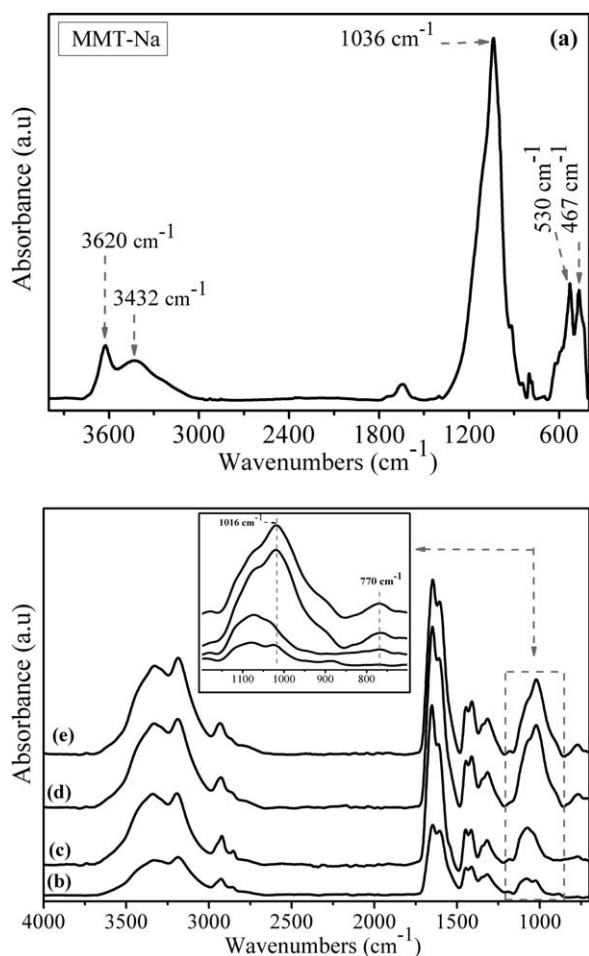 MMT-Na
(a)
1036 cm⁻¹
530 cm⁻¹
467 cm⁻¹
3620 cm⁻¹
3432 cm⁻¹
Absorbance (a.u)
3600 3000 2400 1800 1200 600
Wavenumbers (cm⁻¹)
1016 cm⁻¹
770 cm⁻¹
1100 1000 900 800
Absorbance (a.u)
(e)
(d)
(c)
(b)
4000 3500 3000 2500 2000 1500 1000
Wavenumbers (cm⁻¹)